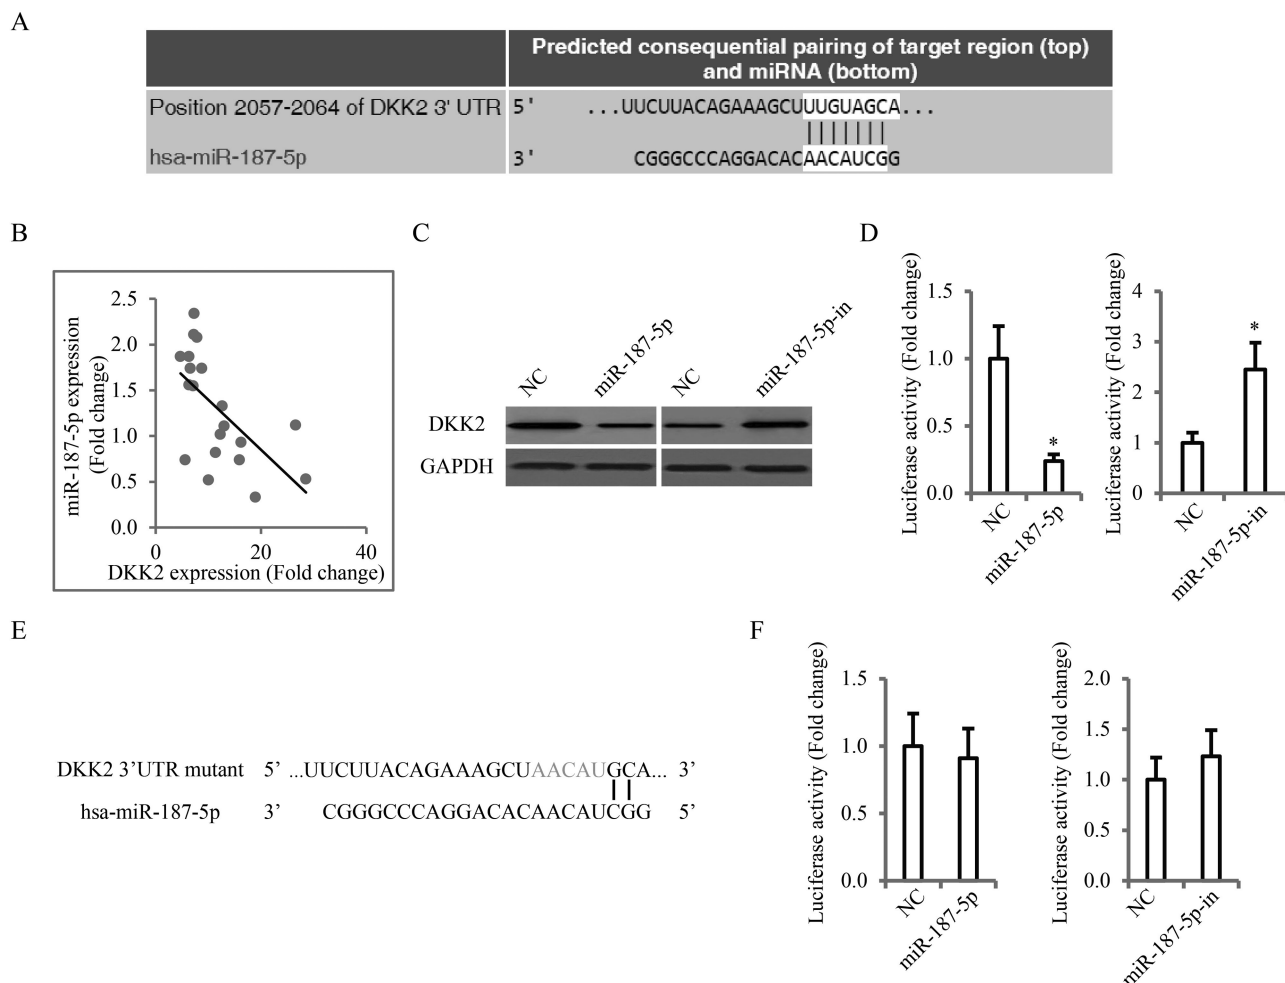 A
Predicted consequential pairing of target region (top)
and miRNA (bottom)
Position 2057-2064 of DKK2 3' UTR 5' ...UUCUUACAGAAAGCUUUGUAGCA...
hsa-miR-187-5p 3' CGGGCCCAGGACACAACAUCGG
B
miR-187-5p expression
(Fold change)
2.5
2.0
1.5
1.0
0.5
0.0
0 20 40
DKK2 expression (Fold change)
C
NC miR-187-5p NC miR-187-5p-in
DKK2
GAPDH
D
Luciferase activity (Fold change)
1.5
1.0
0.5
0.0
*
NC miR-187-5p
Luciferase activity (Fold change)
4
3
2
1
0
*
NC miR-187-5p-in
E
DKK2 3’UTR mutant 5’ ...UUCUUACAGAAAGCUAACAUGCA... 3’
hsa-miR-187-5p 3’ CGGGCCCAGGACACAACAUCGG 5’
F
Luciferase activity (Fold change)
1.5
1.0
0.5
0.0
NC miR-187-5p
Luciferase activity (Fold change)
2.0
1.5
1.0
0.5
0.0
NC miR-187-5p-in